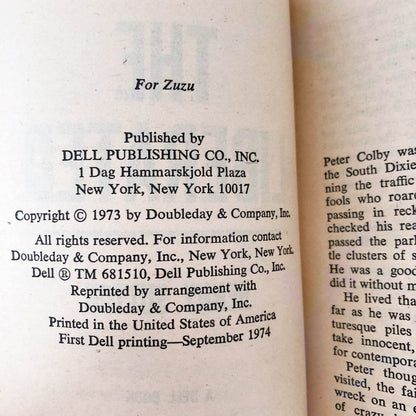 For Zuzu
Published by
DELL PUBLISHING CO., INC.
1 Dag Hammarskjold Plaza
New York, New York 10017
Copyright © 1973 by Doubleday & Company, Inc.
All rights reserved. For information contact
Doubleday & Company, Inc., New York, New York.
Dell ® TM 681510, Dell Publishing Co., Inc.
Reprinted by arrangement with
Doubleday & Company, Inc.
Printed in the United States of America
First Dell printing—September 1974
Peter Colby
the South Dixie
ning the traffic
fools who roar
passing in reck
checked his rea
passed the par
tle clusters of s
He was a good
did it without m
He lived tha
far as he was
turesque piles
take innocent,
for contempora
Peter thoug
visited, the fai
wreck on an e
of crazy